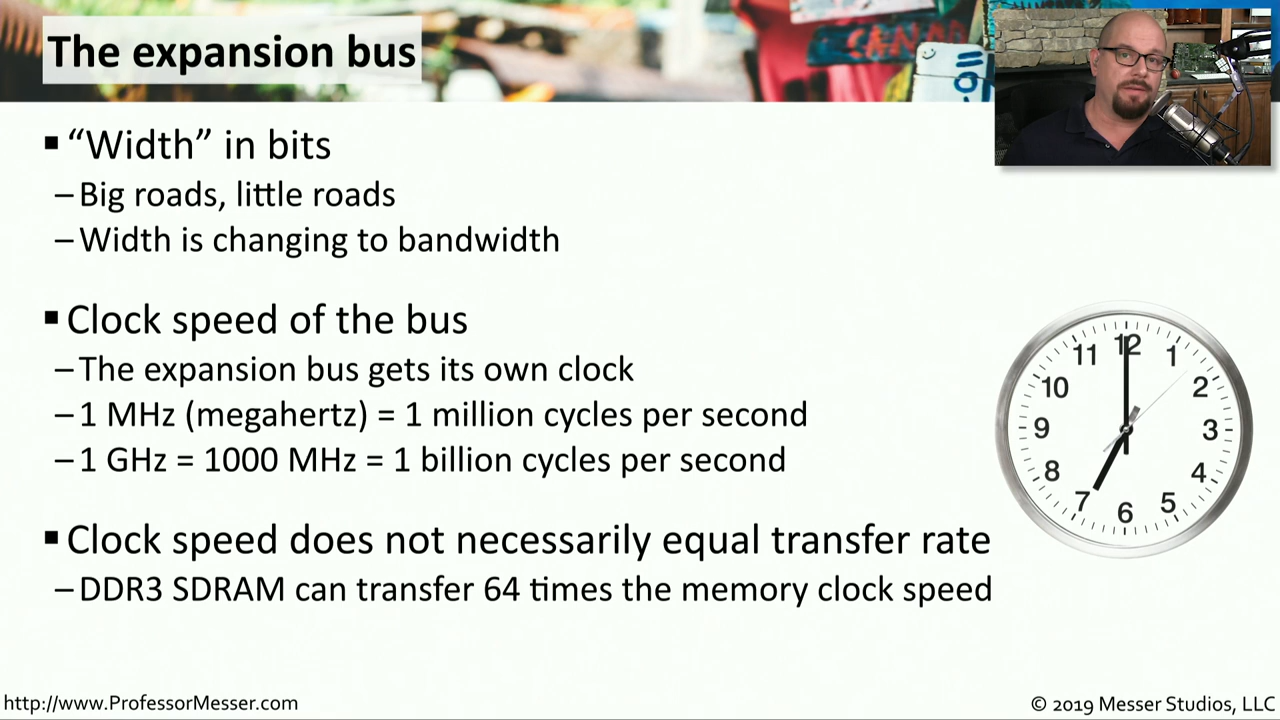 The expansion bus
▪ “Width” in bits
– Big roads, little roads
– Width is changing to bandwidth
▪ Clock speed of the bus
– The expansion bus gets its own clock
– 1 MHz (megahertz) = 1 million cycles per second
– 1 GHz = 1000 MHz = 1 billion cycles per second
▪ Clock speed does not necessarily equal transfer rate
– DDR3 SDRAM can transfer 64 times the memory clock speed
12
1
2
3
4
5
6
7
8
9
10
11
http://www.ProfessorMesser.com
© 2019 Messer Studios, LLC